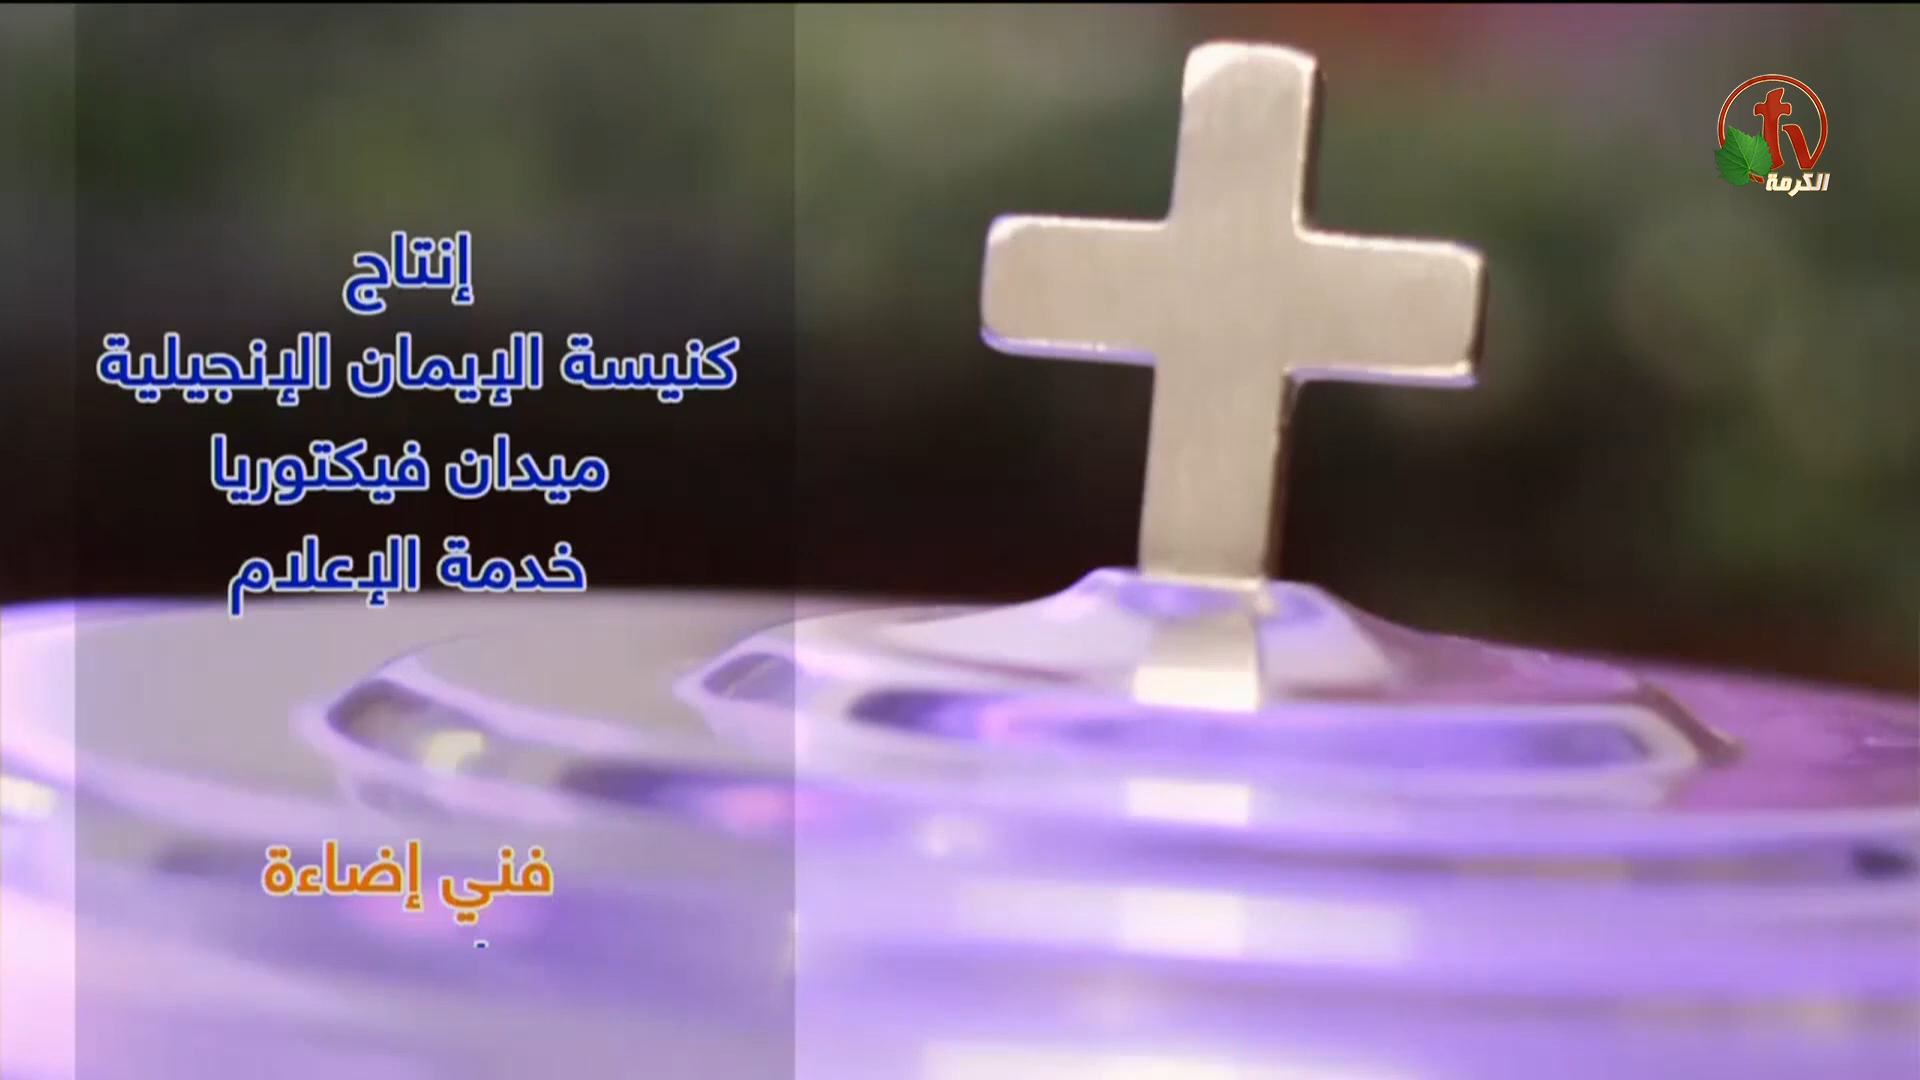 إنتاج
كنيسة الإيمان الإنجيلية
ميدان فيكتوريا
خدمة الإعلام
فني إضاءة
tv
الكرمة